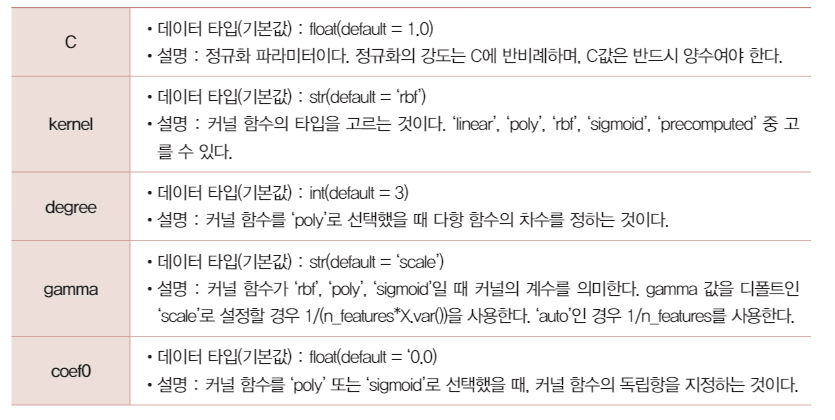 C
• 데이터 타입(기본값) : float(default = 1.0)
• 설명 : 정규화 파라미터이다. 정규화의 강도는 C에 반비례하며, C값은 반드시 양수여야 한다.
kernel
• 데이터 타입(기본값) : str(default = ‘rbf’)
• 설명 : 커널 함수의 타입을 고르는 것이다. ‘linear’, ‘poly’, ‘rbf’, ‘sigmoid’, ‘precomputed’ 중 고
를 수 있다.
degree
• 데이터 타입(기본값) : int(default = 3)
• 설명 : 커널 함수를 ‘poly’로 선택했을 때 다항 함수의 차수를 정하는 것이다.
gamma
• 데이터 타입(기본값) : str(default = ‘scale’)
• 설명 : 커널 함수가 ‘rbf’, ‘poly’, ‘sigmoid’일 때 커널의 계수를 의미한다. gamma 값을 디폴트인
‘scale’로 설정할 경우 1/(n_features*X.var())을 사용한다. ‘auto’인 경우 1/n_features를 사용한다.
coef0
• 데이터 타입(기본값) : float(default = ‘0.0)
• 설명 : 커널 함수를 ‘poly’ 또는 ‘sigmoid’로 선택했을 때, 커널 함수의 독립항을 지정하는 것이다.